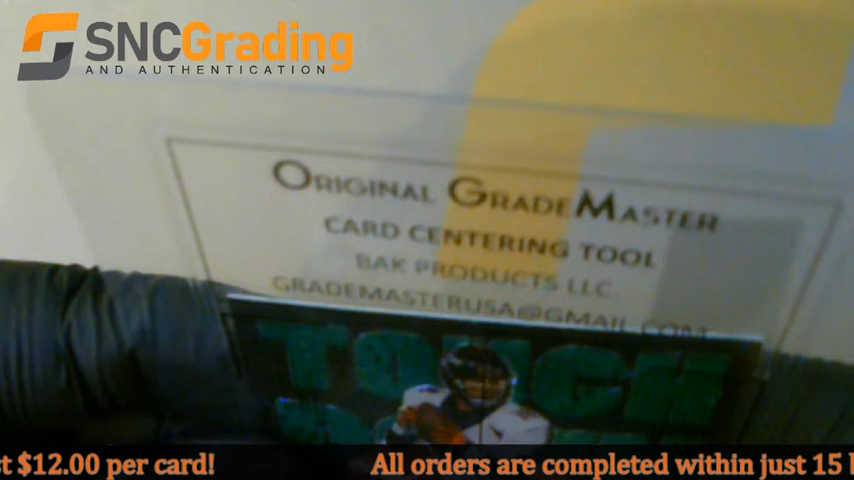 SNCGrading
AND AUTHENTICATION
ORIGINAL GRADEMASTER
CARD CENTERING TOOL
BAK PRODUCTS LLC.
GRADEMASTERUSA@GMAIL.COM
TOUCH
t $12.00 per card!
All orders are completed within just 15 b